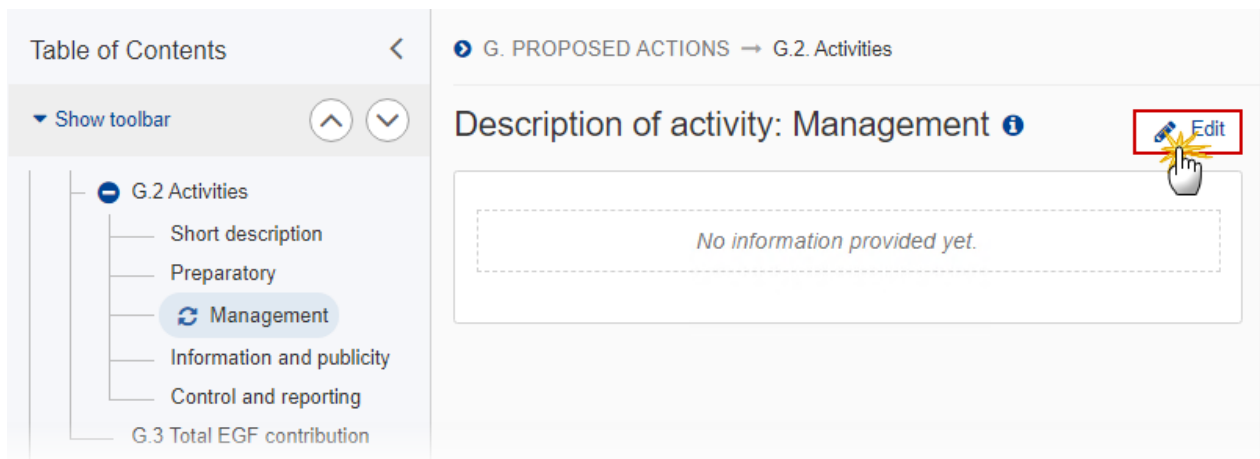 Table of Contents
Show toolbar
G.2 Activities
Short description
Preparatory
Management
Information and publicity
Control and reporting
G.3 Total EGF contribution
G. PROPOSED ACTIONS → G.2. Activities
Description of activity: Management
Edit
No information provided yet.